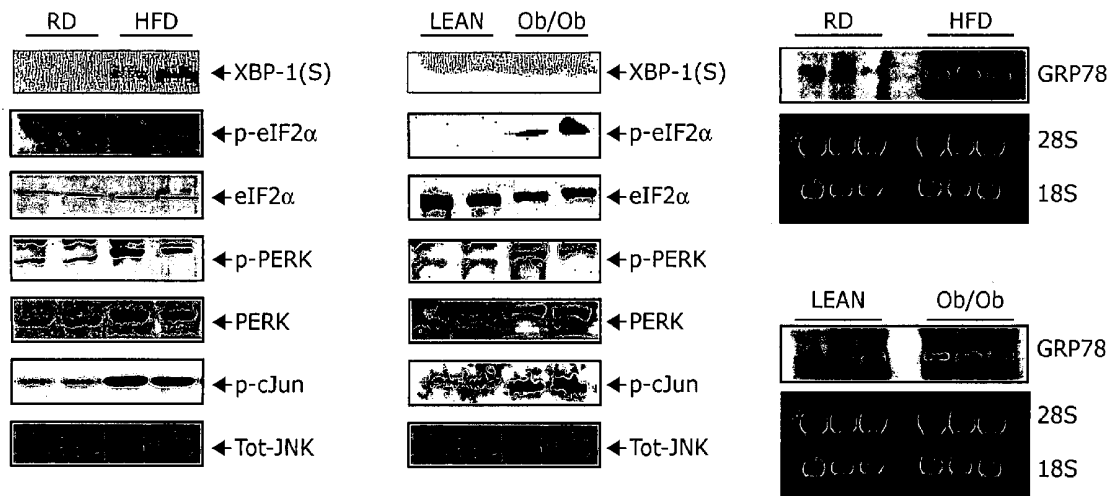 RD HFD
XBP-1(S)
p-eIF2α
eIF2α
p-PERK
PERK
p-cJun
Tot-JNK
LEAN Ob/Ob
XBP-1(S)
p-eIF2α
eIF2α
p-PERK
PERK
p-cJun
Tot-JNK
RD HFD
GRP78
28S
18S
LEAN Ob/Ob
GRP78
28S
18S